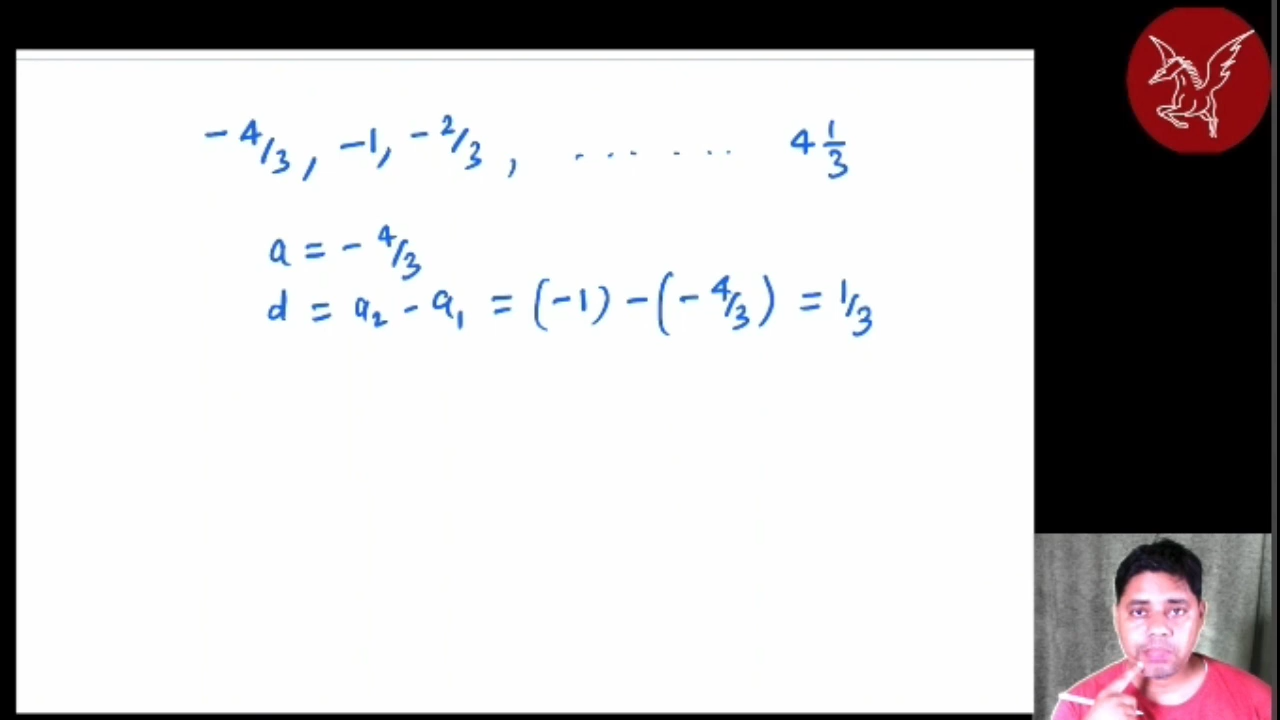 -4/3, -1, -2/3, ....... 4 1/3
a = -4/3
d = a₂ - a₁ = (-1) - (-4/3) = 1/3